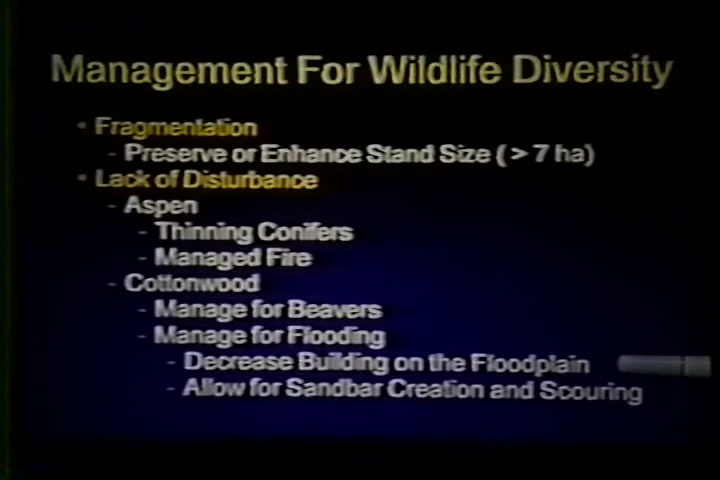 Management For Wildlife Diversity
• Fragmentation
- Preserve or Enhance Stand Size ( > 7 ha)
• Lack of Disturbance
- Aspen
- Thinning Conifers
- Managed Fire
- Cottonwood
- Manage for Beavers
- Manage for Flooding
- Decrease Building on the Floodplain
- Allow for Sandbar Creation and Scouring